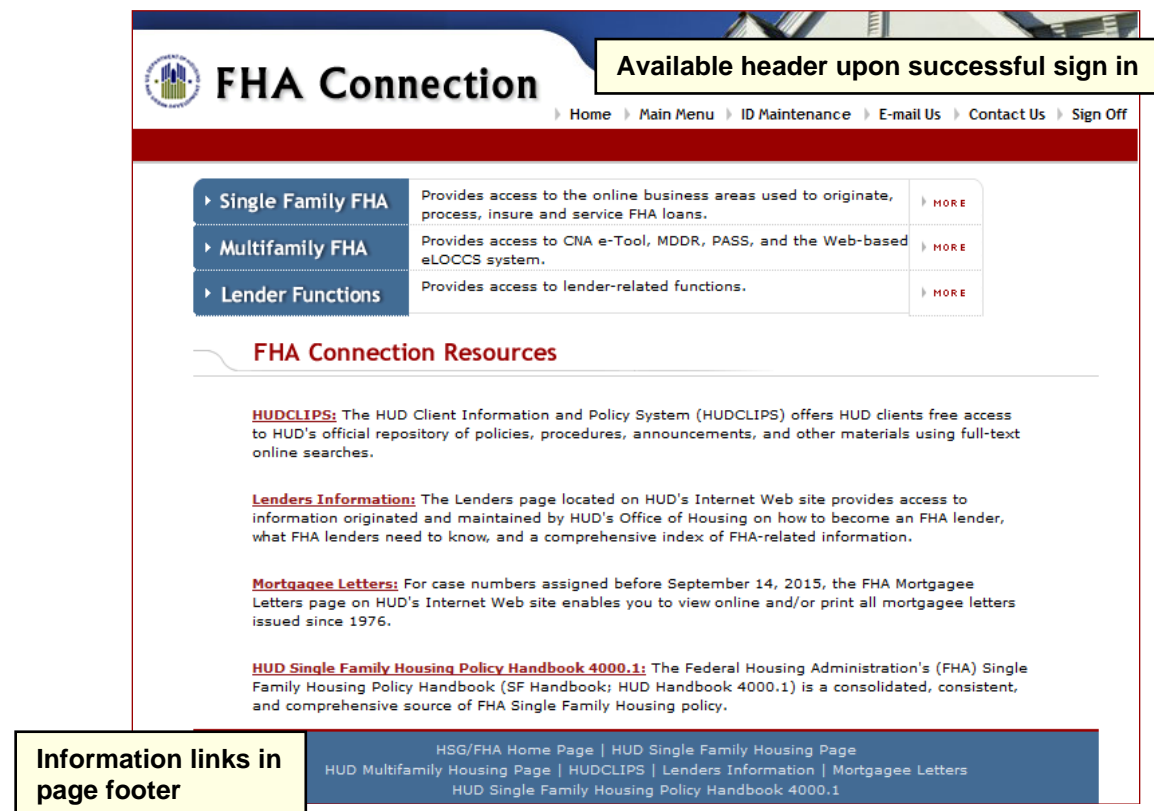 Available header upon successful sign in
FHA Connection
Home Main Menu ID Maintenance E-mail Us Contact Us Sign Off
Single Family FHA
Provides access to the online business areas used to originate,
process, insure and service FHA loans.
MORE
Multifamily FHA
Provides access to CNA e-Tool, MDDR, PASS, and the Web-based
eLOCCS system.
MORE
Lender Functions
Provides access to lender-related functions.
MORE
FHA Connection Resources
HUDCLIPS: The HUD Client Information and Policy System (HUDCLIPS) offers HUD clients free access
to HUD's official repository of policies, procedures, announcements, and other materials using full-text
online searches.
Lenders Information: The Lenders page located on HUD's Internet Web site provides access to
information originated and maintained by HUD's Office of Housing on how to become an FHA lender,
what FHA lenders need to know, and a comprehensive index of FHA-related information.
Mortgagee Letters: For case numbers assigned before September 14, 2015, the FHA Mortgagee
Letters page on HUD's Internet Web site enables you to view online and/or print all mortgagee letters
issued since 1976.
HUD Single Family Housing Policy Handbook 4000.1: The Federal Housing Administration's (FHA) Single
Family Housing Policy Handbook (SF Handbook; HUD Handbook 4000.1) is a consolidated, consistent,
and comprehensive source of FHA Single Family Housing policy.
Information links in
page footer
HSG/FHA Home Page | HUD Single Family Housing Page
HUD Multifamily Housing Page | HUDCLIPS | Lenders Information | Mortgagee Letters
HUD Single Family Housing Policy Handbook 4000.1